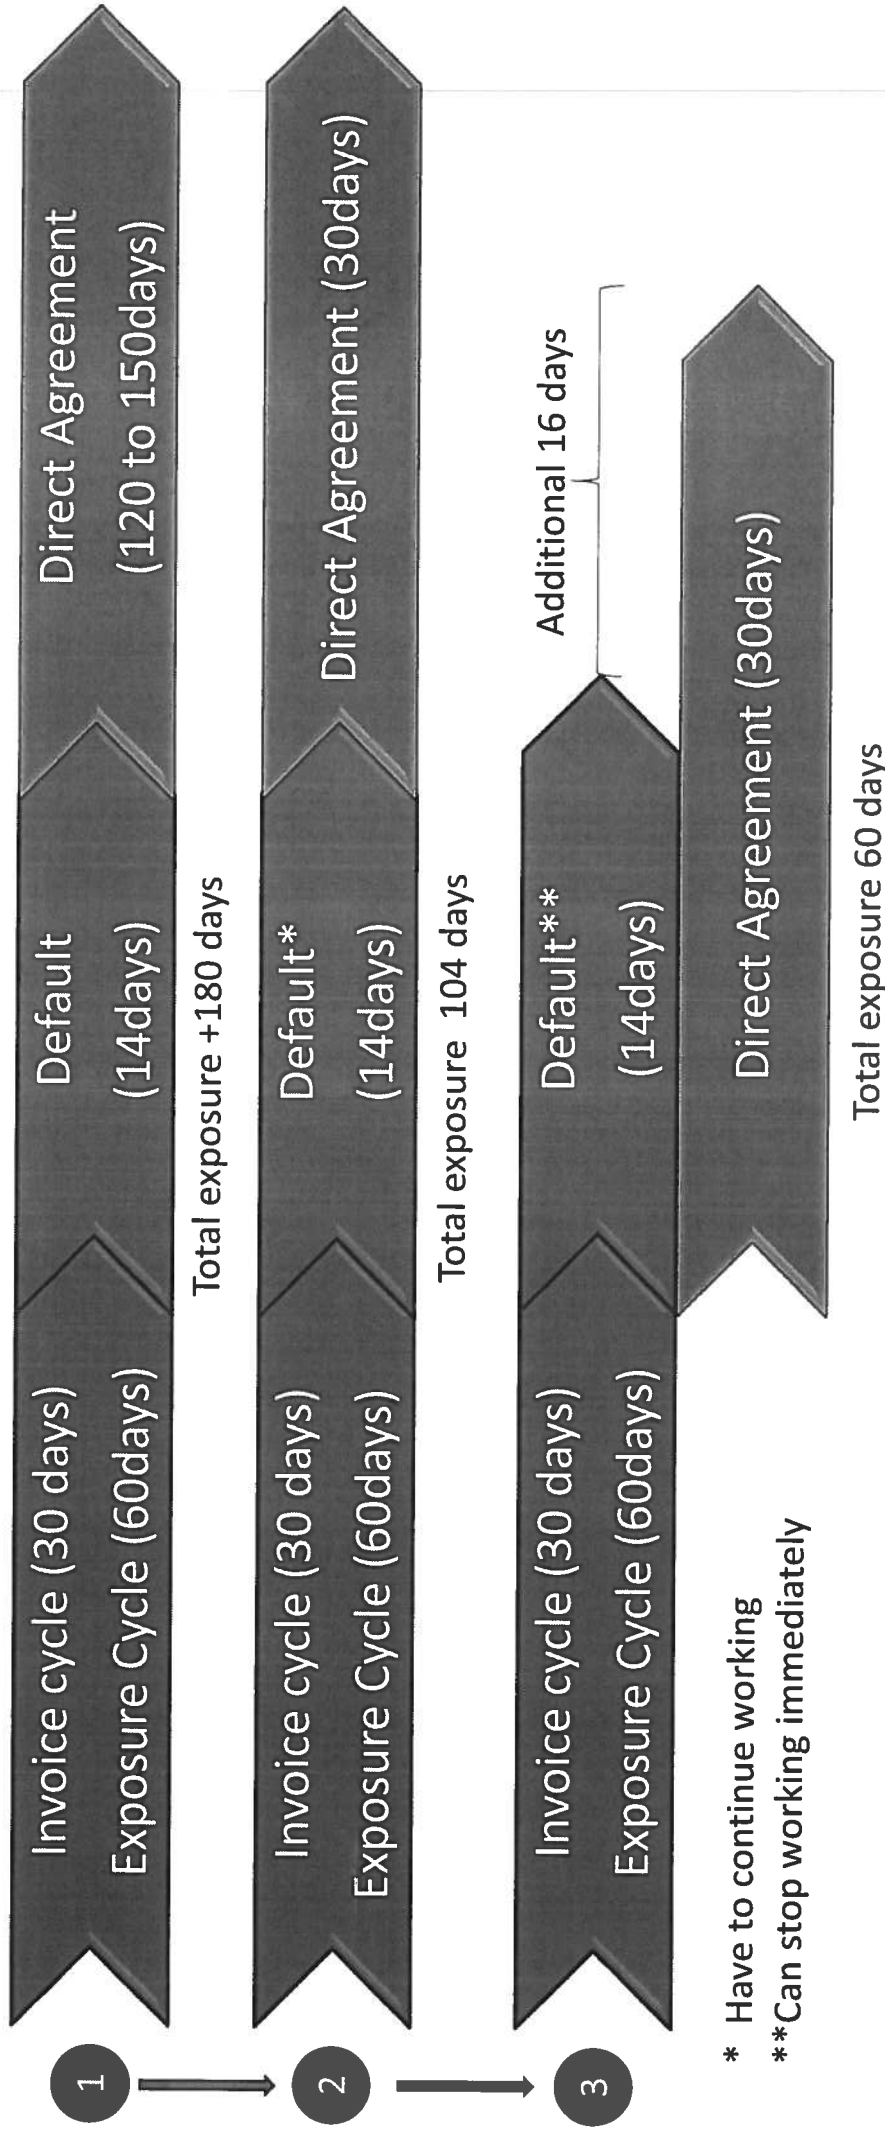 1
Invoice cycle (30 days)
Exposure Cycle (60days)
Default
(14days)
Direct Agreement
(120 to 150days)
Total exposure +180 days
2
Invoice cycle (30 days)
Exposure Cycle (60days)
Default*
(14days)
Direct Agreement (30days)
Total exposure  104 days
3
Invoice cycle (30 days)
Exposure Cycle (60days)
Default**
(14days)
Additional 16 days
Direct Agreement (30days)
Total exposure 60 days
* Have to continue working
**Can stop working immediately